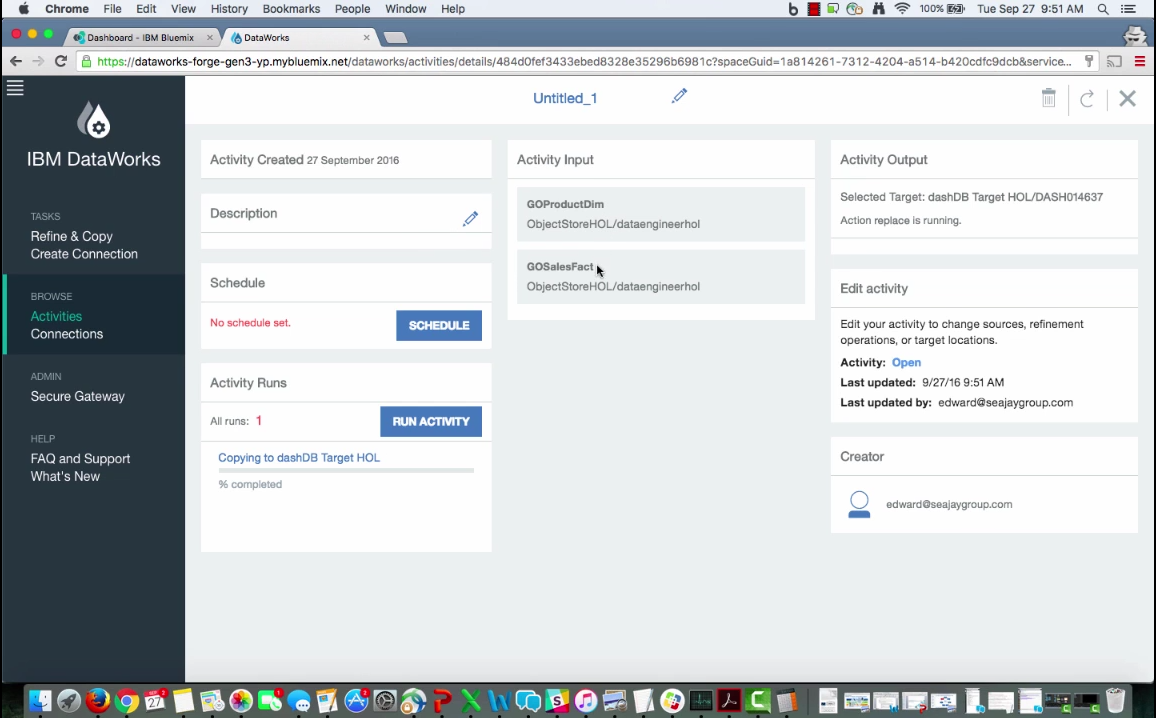 Chrome File Edit View History Bookmarks People Window Help
100% Tue Sep 27 9:51 AM
Dashboard - IBM Bluemix
DataWorks
https://dataworks-forge-gen3-yp.mybluemix.net/dataworks/activities/details/484d0fef3433ebed8328e35296b6981c?spaceGuid=1a814261-7312-4204-a514-b420cdfc9dcb&service...
Untitled_1
IBM DataWorks
TASKS
Refine & Copy
Create Connection
BROWSE
Activities
Connections
ADMIN
Secure Gateway
HELP
FAQ and Support
What's New
Activity Created 27 September 2016
Description
Schedule
No schedule set.
SCHEDULE
Activity Runs
All runs: 1
RUN ACTIVITY
Copying to dashDB Target HOL
% completed
Activity Input
GOProductDim
ObjectStoreHOL/dataengineerhol
GOSalesFact
ObjectStoreHOL/dataengineerhol
Activity Output
Selected Target: dashDB Target HOL/DASH014637
Action replace is running.
Edit activity
Edit your activity to change sources, refinement
operations, or target locations.
Activity: Open
Last updated: 9/27/16 9:51 AM
Last updated by: edward@seajaygroup.com
Creator
edward@seajaygroup.com